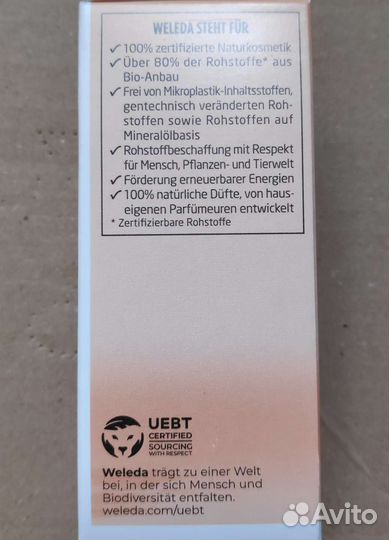 WELEDA STEHT FÜR
✓ 100% zertifizierte Naturkosmetik
✓ Über 80% der Rohstoffe* aus
Bio-Anbau
✓ Frei von Mikroplastik-Inhaltsstoffen,
gentechnisch veränderten Roh-
stoffen sowie Rohstoffen auf
Mineralölbasis
✓ Rohstoffbeschaffung mit Respekt
für Mensch, Pflanzen- und Tierwelt
✓ Förderung erneuerbarer Energien
✓ 100% natürliche Düfte, von haus-
eigenen Parfümeuren entwickelt
* Zertifizierbare Rohstoffe
UEBT
CERTIFIED
SOURCING
WITH RESPECT
Weleda trägt zu einer Welt
bei, in der sich Mensch und
Biodiversität entfalten.
weleda.com/uebt
Avito